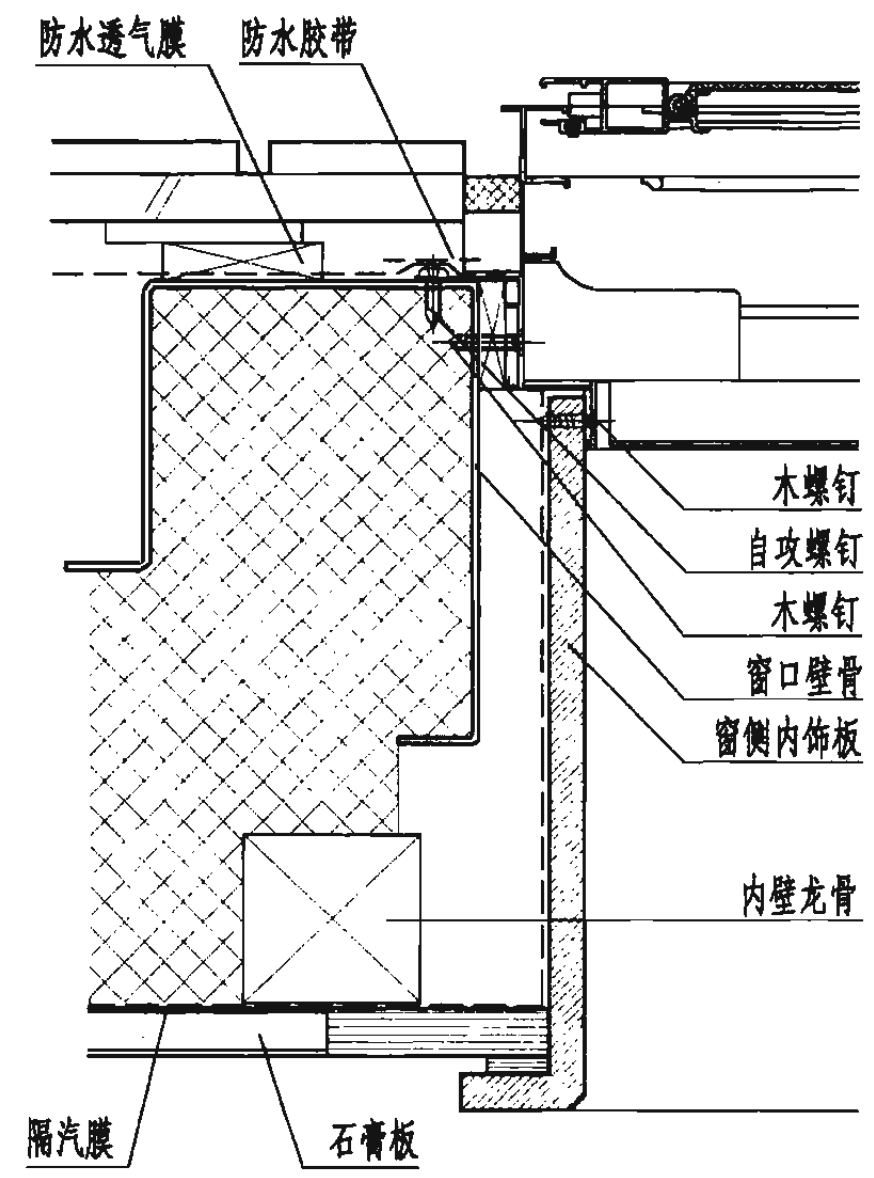 防水透气膜
防水胶带
木螺钉
自攻螺钉
木螺钉
窗口壁骨
窗侧内饰板
内壁龙骨
隔汽膜
石膏板